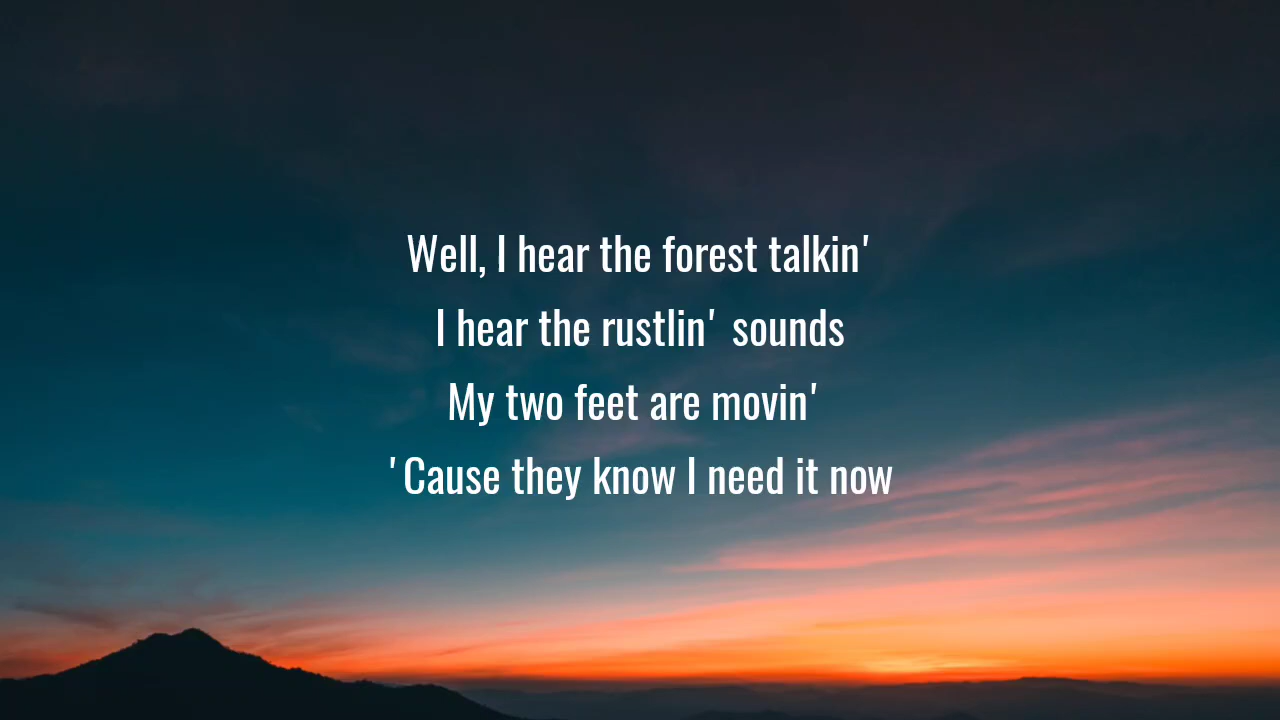 Well, I hear the forest talkin'
I hear the rustlin' sounds
My two feet are movin'
'Cause they know I need it now